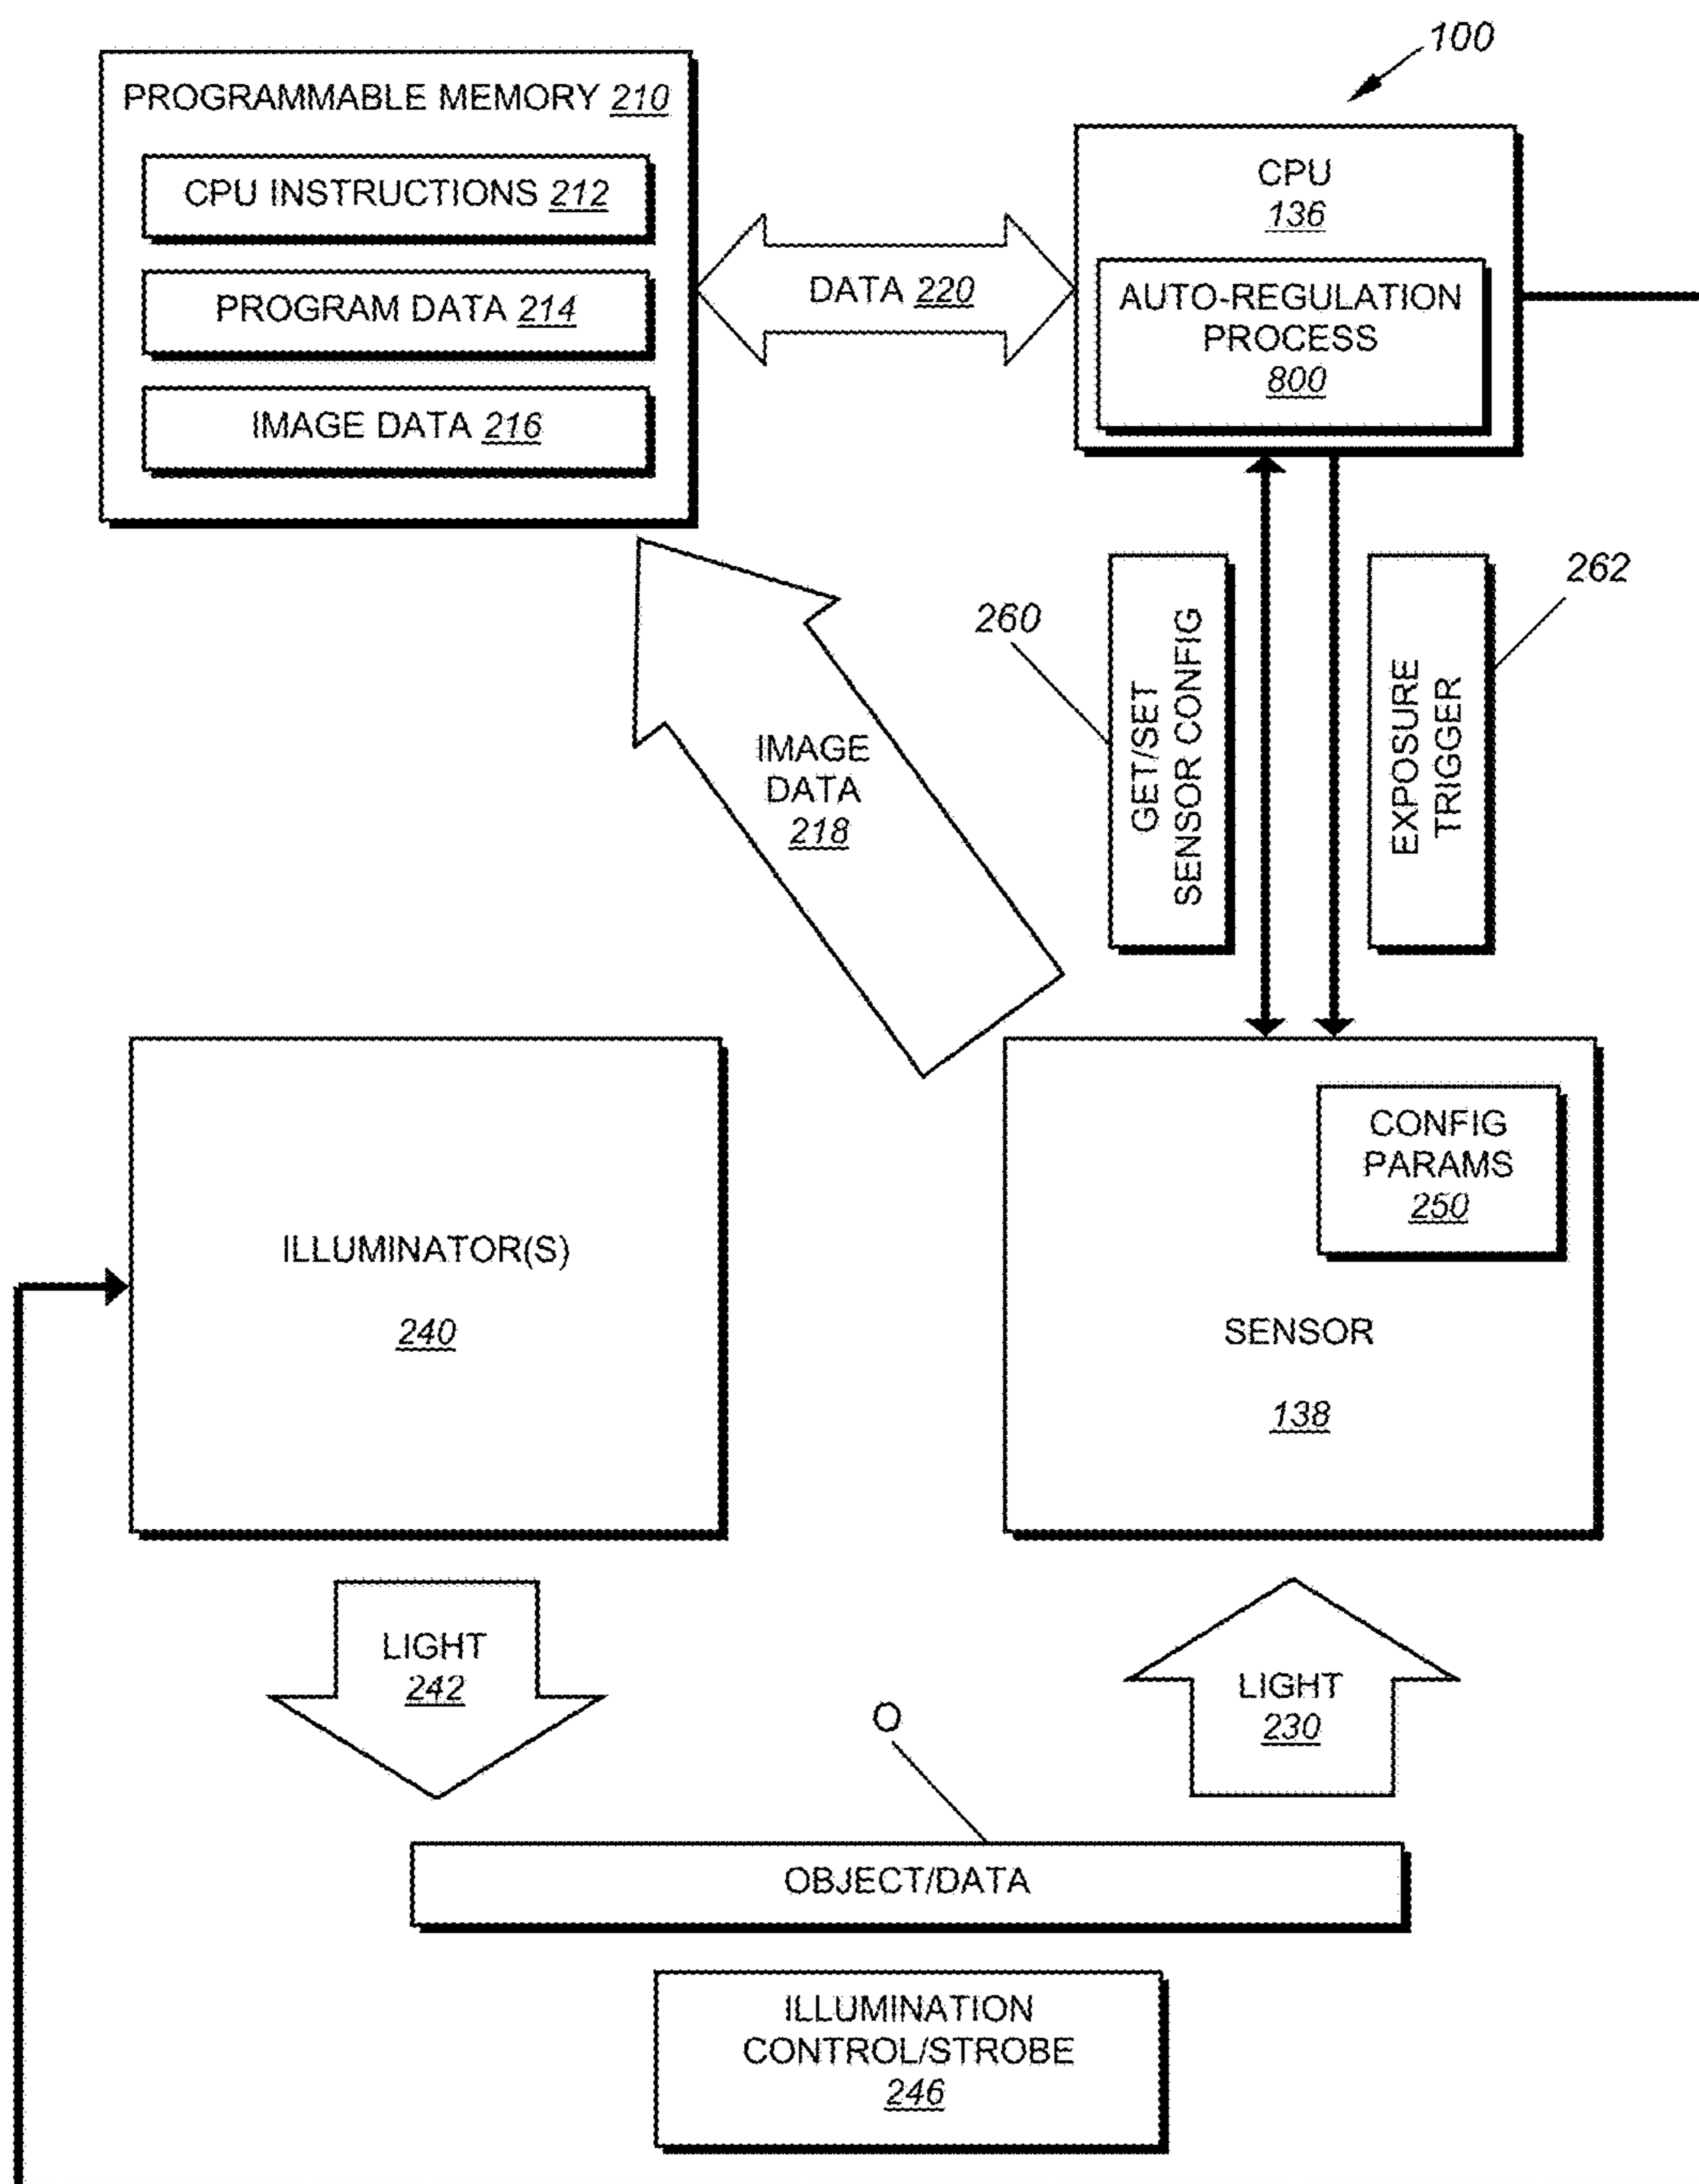 100
PROGRAMMABLE MEMORY 210
CPU INSTRUCTIONS 212
PROGRAM DATA 214
IMAGE DATA 216
DATA 220
CPU
136
AUTO-REGULATION
PROCESS
800
260
GET/SET
SENSOR CONFIG
262
EXPOSURE
TRIGGER
IMAGE
DATA
218
ILLUMINATOR(S)
240
CONFIG
PARAMS
250
SENSOR
138
LIGHT
242
LIGHT
230
O
OBJECT/DATA
ILLUMINATION
CONTROL/STROBE
246